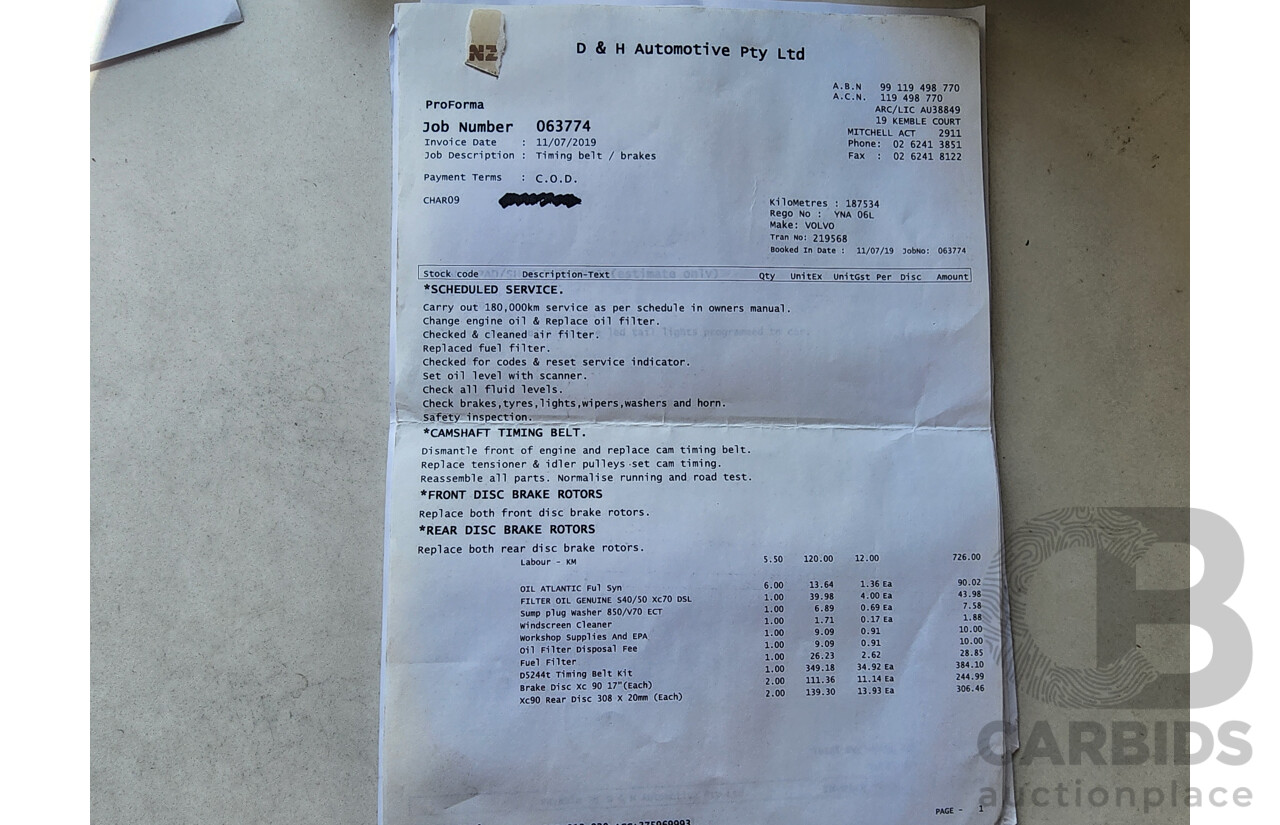 NZ
D & H Automotive Pty Ltd
A.B.N 99 119 498 770
A.C.N. 119 498 770
ARC/LIC AU38849
19 KEMBLE COURT
MITCHELL ACT 2911
Phone: 02 6241 3851
Fax : 02 6241 8122
ProForma
Job Number 063774
Invoice Date : 11/07/2019
Job Description : Timing belt / brakes
Payment Terms : C.O.D.
CHAR09
KiloMetres : 187534
Rego No : YNA 06L
Make: VOLVO
Tran No: 219568
Booked In Date : 11/07/19 JobNo: 063774
Stock code Description-Text Qty UnitEx UnitGst Per Disc Amount
*SCHEDULED SERVICE.
Carry out 180,000km service as per schedule in owners manual.
Change engine oil & Replace oil filter.
Checked & cleaned air filter.
Replaced fuel filter.
Checked for codes & reset service indicator.
Set oil level with scanner.
Check all fluid levels.
Check brakes,tyres,lights,wipers,washers and horn.
Safety inspection.
*CAMSHAFT TIMING BELT.
Dismantle front of engine and replace cam timing belt.
Replace tensioner & idler pulleys set cam timing.
Reassemble all parts. Normalise running and road test.
*FRONT DISC BRAKE ROTORS
Replace both front disc brake rotors.
*REAR DISC BRAKE ROTORS
Replace both rear disc brake rotors.
Labour - KM 5.50 120.00 12.00 726.00
OIL ATLANTIC Ful Syn 6.00 13.64 1.36 Ea 90.02
FILTER OIL GENUINE S40/50 Xc70 DSL 1.00 39.98 4.00 Ea 43.98
Sump plug Washer 850/V70 ECT 1.00 6.89 0.69 Ea 7.58
Windscreen Cleaner 1.00 1.71 0.17 Ea 1.88
Workshop Supplies And EPA 1.00 9.09 0.91 10.00
Oil Filter Disposal Fee 1.00 9.09 0.91 10.00
Fuel Filter 1.00 26.23 2.62 28.85
D5244t Timing Belt Kit 1.00 349.18 34.92 Ea 384.10
Brake Disc Xc 90 17"(Each) 2.00 111.36 11.14 Ea 244.99
Xc90 Rear Disc 308 X 20mm (Each) 2.00 139.30 13.93 Ea 306.46
PAGE - 1
CB
CARBIDS
auctionplace